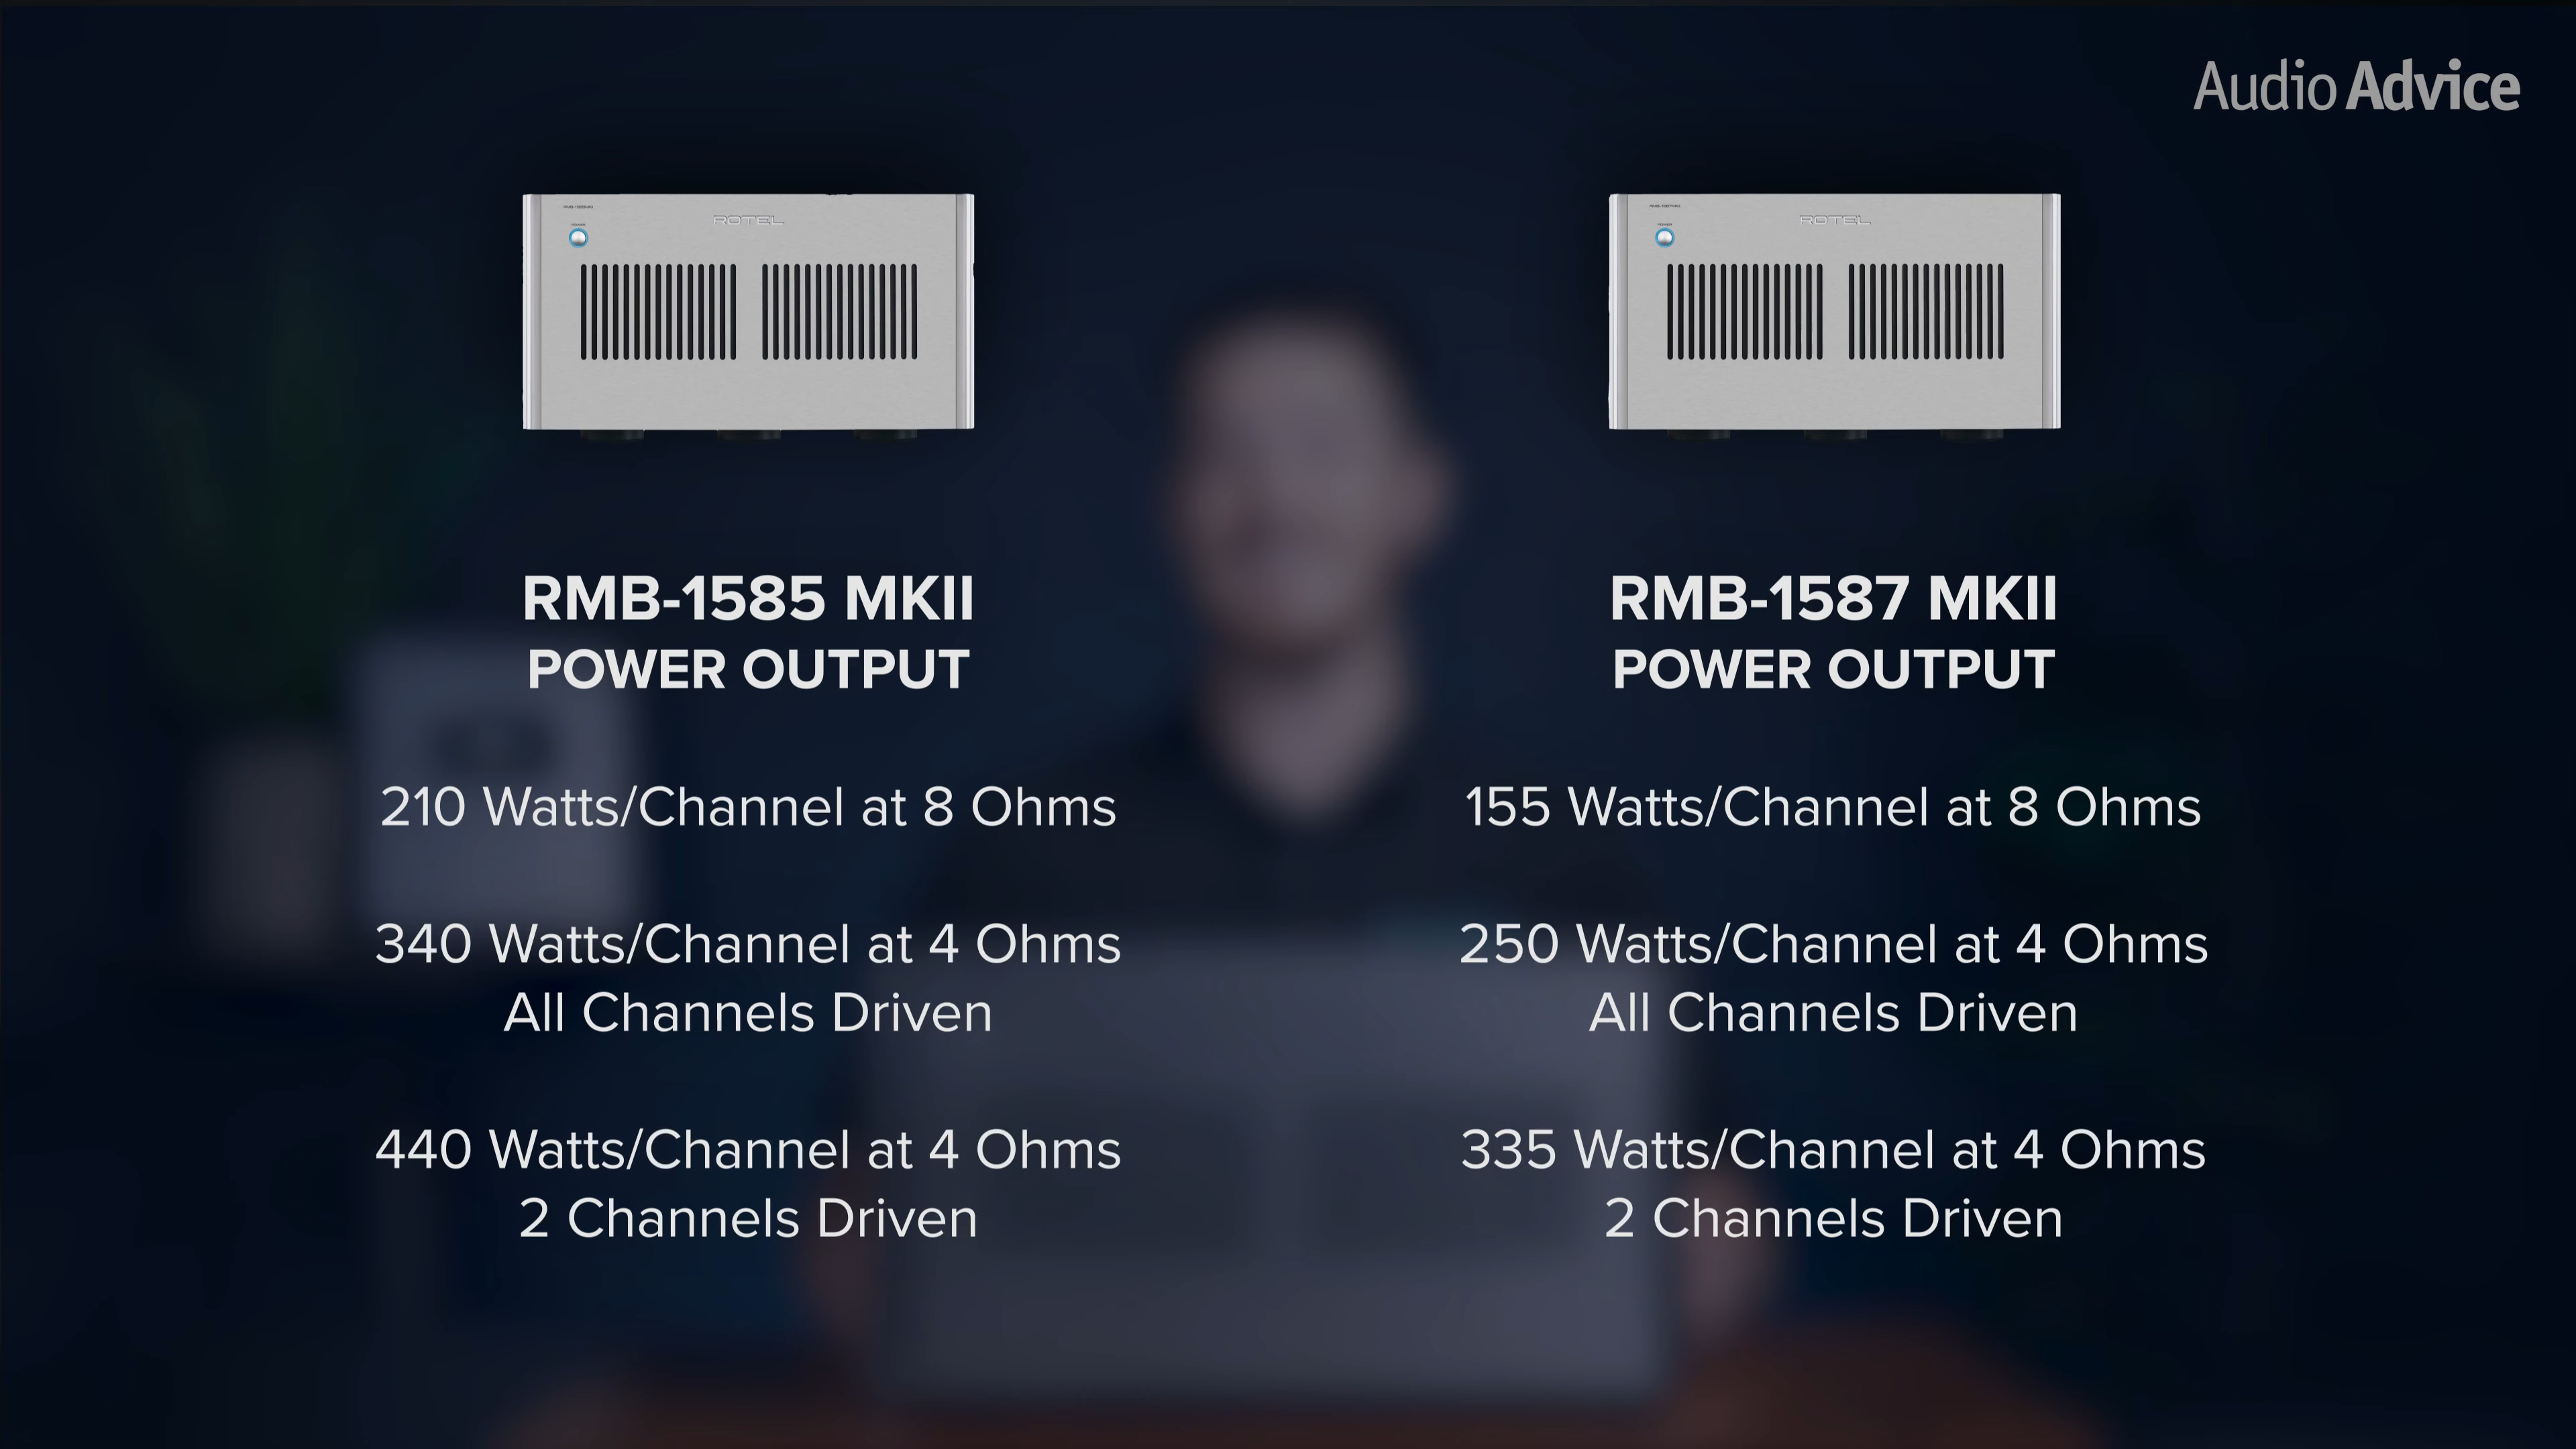 Audio Advice
ROTEL
ROTEL
RMB-1585 MKII
POWER OUTPUT
210 Watts/Channel at 8 Ohms
340 Watts/Channel at 4 Ohms
All Channels Driven
440 Watts/Channel at 4 Ohms
2 Channels Driven
RMB-1587 MKII
POWER OUTPUT
155 Watts/Channel at 8 Ohms
250 Watts/Channel at 4 Ohms
All Channels Driven
335 Watts/Channel at 4 Ohms
2 Channels Driven